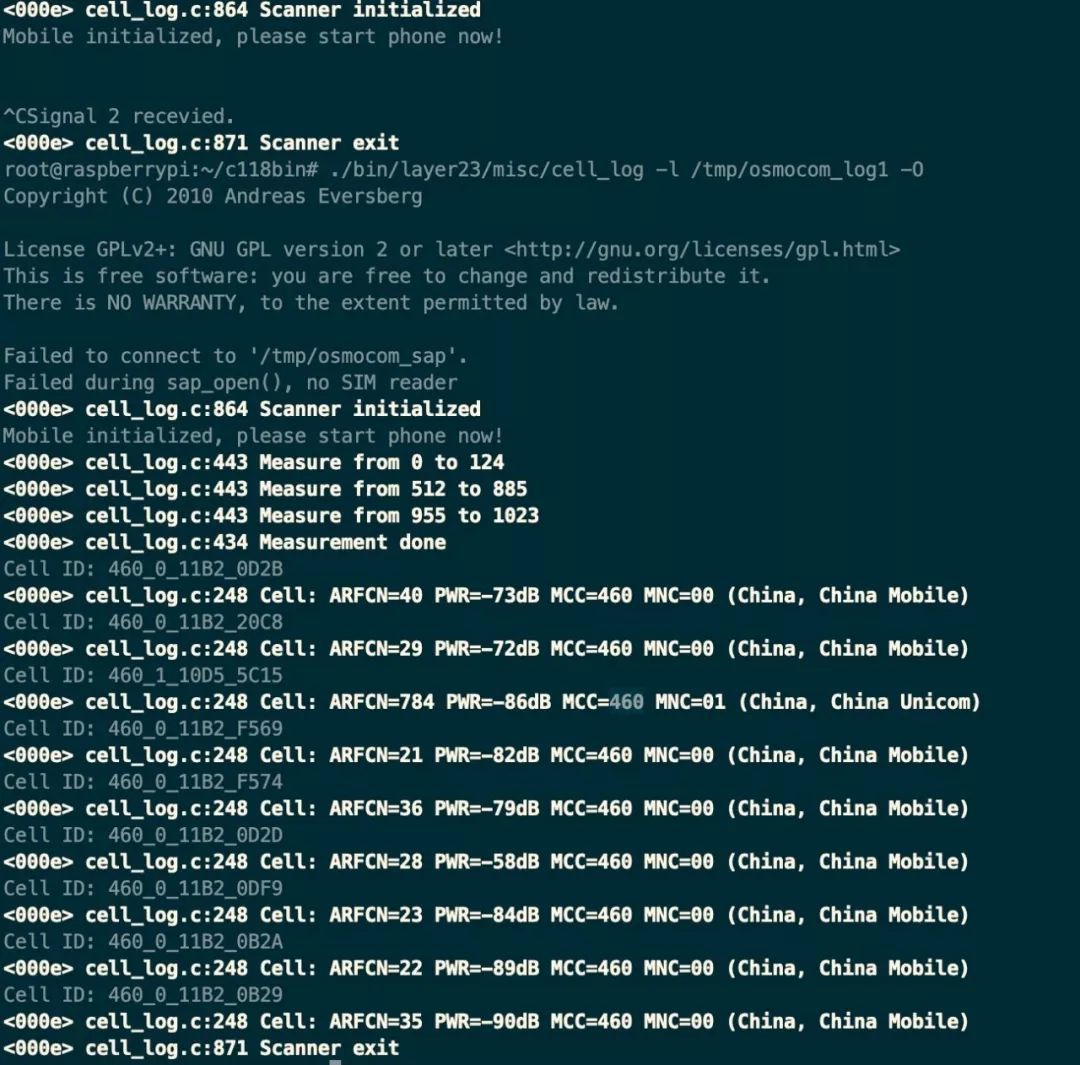 <000e> cell_log.c:864 Scanner initialized
Mobile initialized, please start phone now!
^CSignal 2 recevied.
<000e> cell_log.c:871 Scanner exit
root@raspberrypi:~/c118bin# ./bin/layer23/misc/cell_log -l /tmp/osmocom_log1 -O
Copyright (C) 2010 Andreas Eversberg
License GPLv2+: GNU GPL version 2 or later <http://gnu.org/licenses/gpl.html>
This is free software: you are free to change and redistribute it.
There is NO WARRANTY, to the extent permitted by law.
Failed to connect to '/tmp/osmocom_sap'.
Failed during sap_open(), no SIM reader
<000e> cell_log.c:864 Scanner initialized
Mobile initialized, please start phone now!
<000e> cell_log.c:443 Measure from 0 to 124
<000e> cell_log.c:443 Measure from 512 to 885
<000e> cell_log.c:443 Measure from 955 to 1023
<000e> cell_log.c:434 Measurement done
Cell ID: 460_0_11B2_0D2B
<000e> cell_log.c:248 Cell: ARFCN=40 PWR=-73dB MCC=460 MNC=00 (China, China Mobile)
Cell ID: 460_0_11B2_20C8
<000e> cell_log.c:248 Cell: ARFCN=29 PWR=-72dB MCC=460 MNC=00 (China, China Mobile)
Cell ID: 460_1_10D5_5C15
<000e> cell_log.c:248 Cell: ARFCN=784 PWR=-86dB MCC=460 MNC=01 (China, China Unicom)
Cell ID: 460_0_11B2_F569
<000e> cell_log.c:248 Cell: ARFCN=21 PWR=-82dB MCC=460 MNC=00 (China, China Mobile)
Cell ID: 460_0_11B2_F574
<000e> cell_log.c:248 Cell: ARFCN=36 PWR=-79dB MCC=460 MNC=00 (China, China Mobile)
Cell ID: 460_0_11B2_0D2D
<000e> cell_log.c:248 Cell: ARFCN=28 PWR=-58dB MCC=460 MNC=00 (China, China Mobile)
Cell ID: 460_0_11B2_0DF9
<000e> cell_log.c:248 Cell: ARFCN=23 PWR=-84dB MCC=460 MNC=00 (China, China Mobile)
Cell ID: 460_0_11B2_0B2A
<000e> cell_log.c:248 Cell: ARFCN=22 PWR=-89dB MCC=460 MNC=00 (China, China Mobile)
Cell ID: 460_0_11B2_0B29
<000e> cell_log.c:248 Cell: ARFCN=35 PWR=-90dB MCC=460 MNC=00 (China, China Mobile)
<000e> cell_log.c:871 Scanner exit